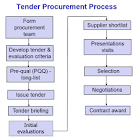 Tender Procurement Process
Form
procurement
team
Develop tender &
evaluation criteria
Pre-qual (PQQ) -
long-list
Issue tender
Tender briefing
Initial
evaluations
Supplier shortlist
Presentations
visits
Selection
Negotiations
Contract award